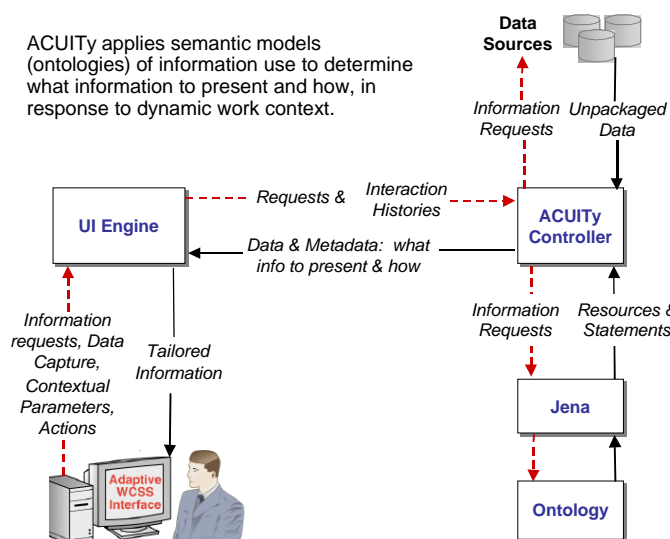 ACUITy applies semantic models
(ontologies) of information use to determine
what information to present and how, in
response to dynamic work context.
Data
Sources
Information
Requests
Unpackaged
Data
UI Engine
Requests &
Interaction
Histories
ACUITy
Controller
Data & Metadata: what
info to present & how
Information
requests, Data
Capture,
Contextual
Parameters,
Actions
Tailored
Information
Information
Requests
Resources &
Statements
Jena
Adaptive
WCSS
Interface
Ontology